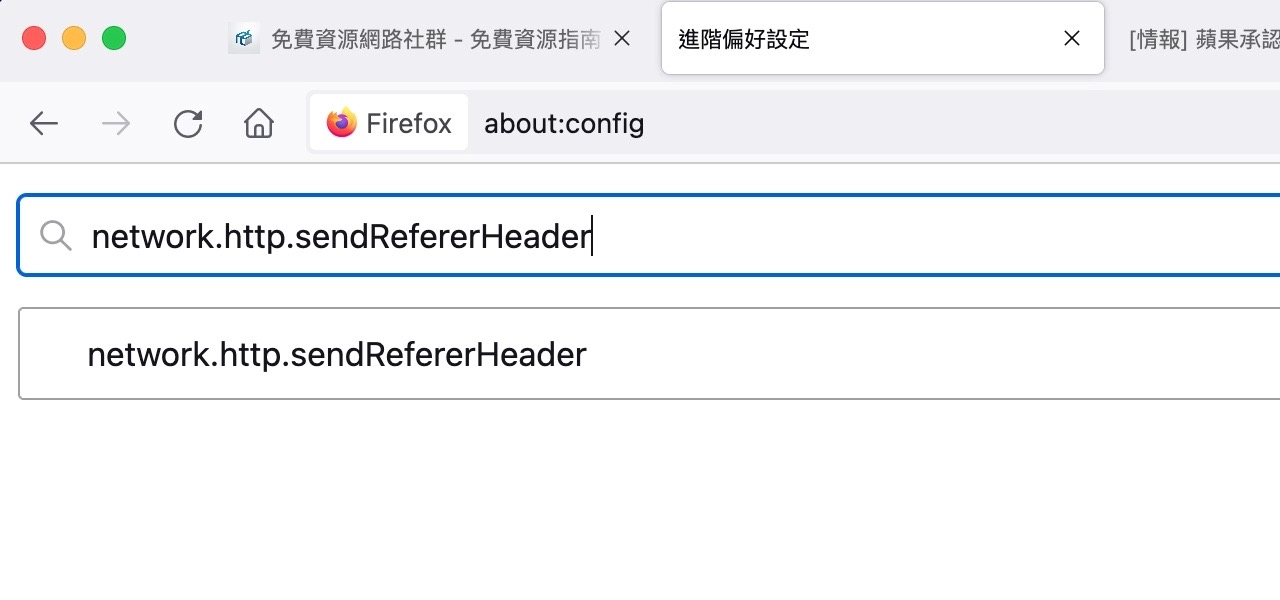 免費資源網路社群 - 免費資源指南
進階偏好設定
[情報] 蘋果承認
Firefox
about:config
network.http.sendRefererHeader
network.http.sendRefererHeader